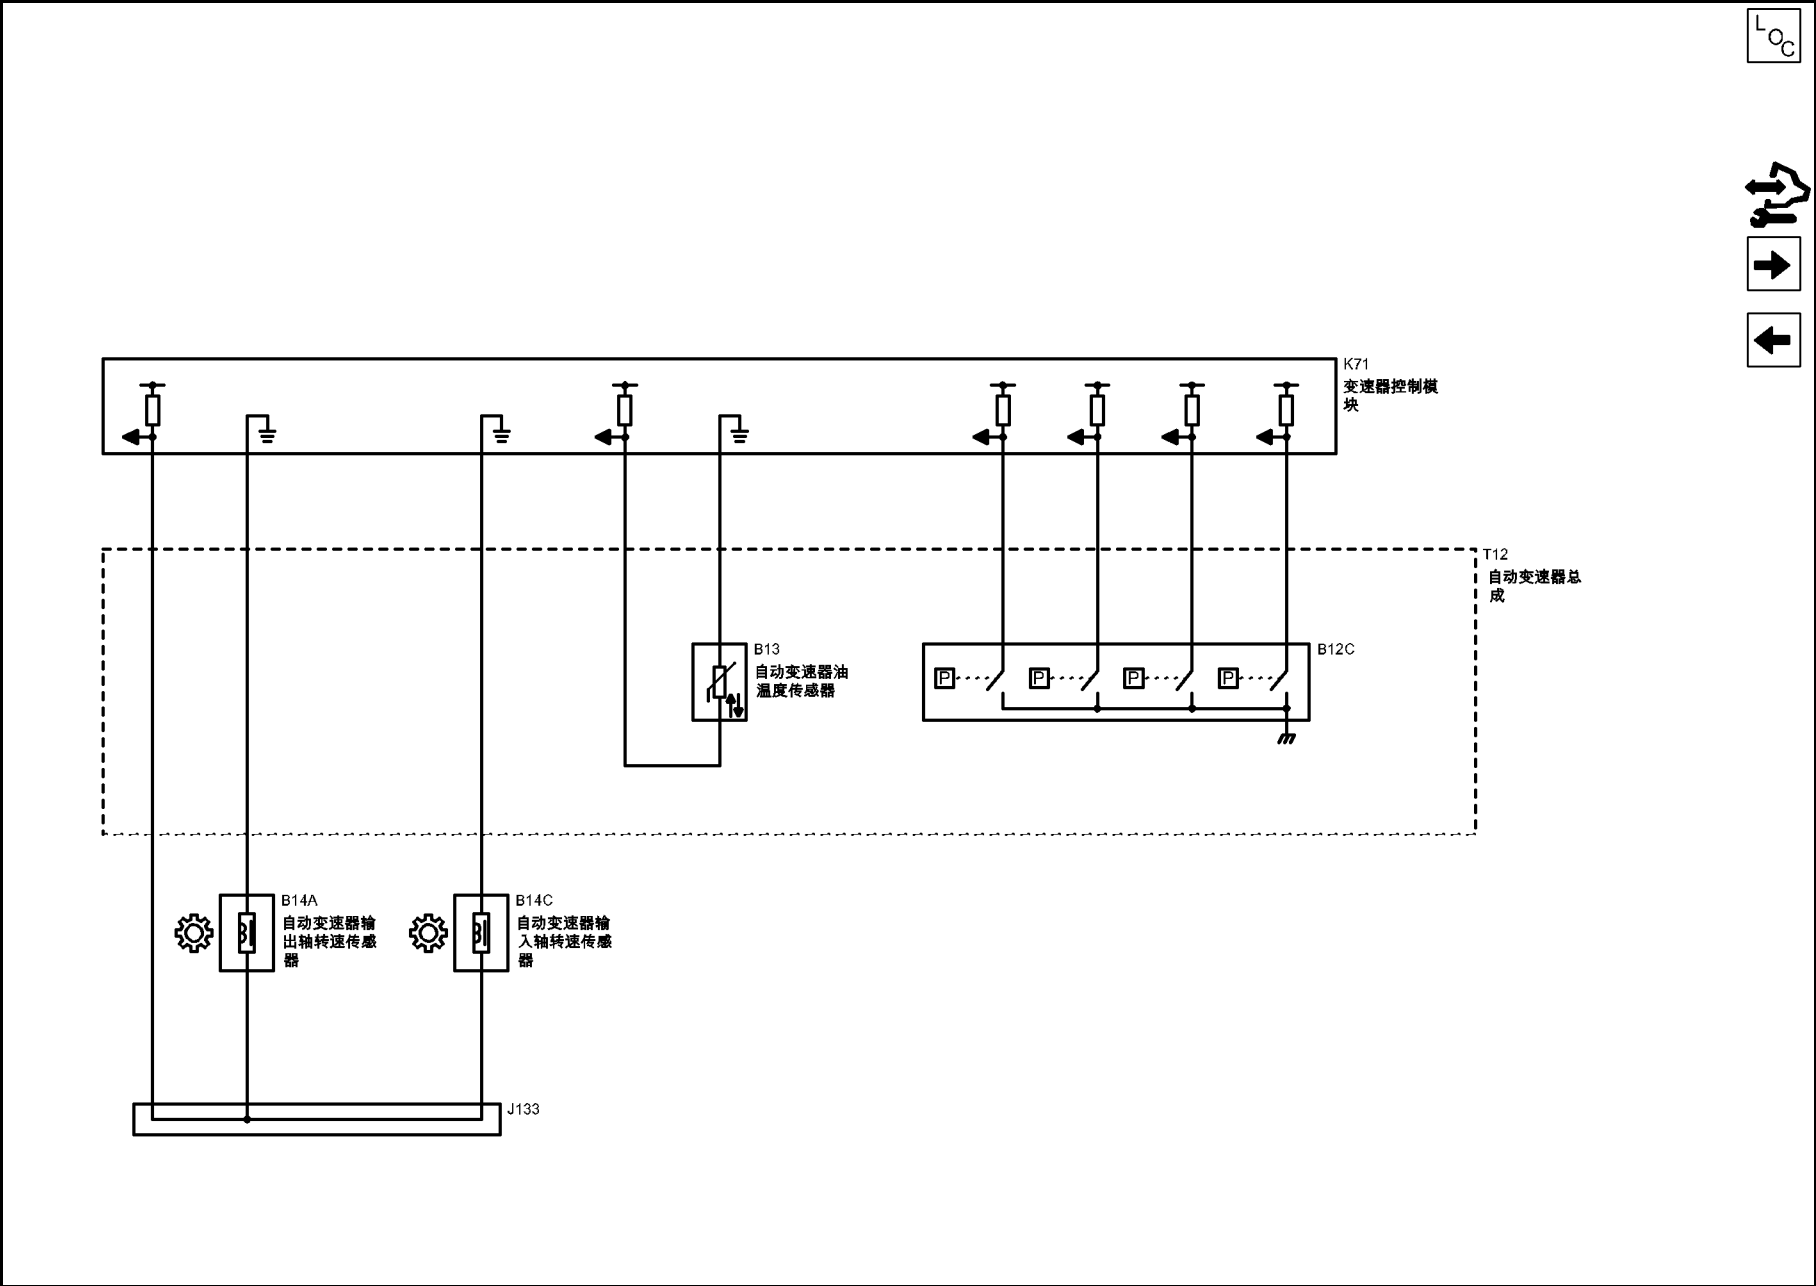 LOC
K71
变速器控制模
块
T12
自动变速器总
成
B13
自动变速器油
温度传感器
B12C
P
P
P
P
B14A
自动变速器输
出轴转速传感
器
B14C
自动变速器输
入轴转速传感
器
J133